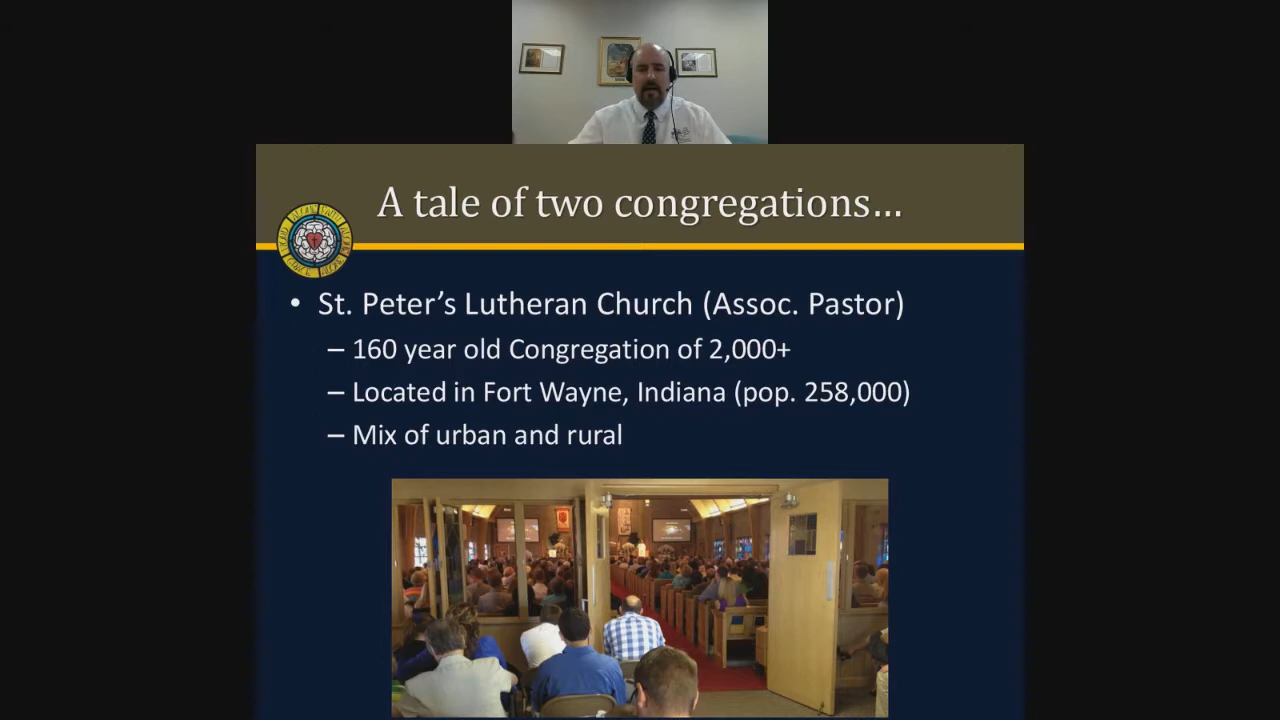 A tale of two congregations…
• St. Peter’s Lutheran Church (Assoc. Pastor)
– 160 year old Congregation of 2,000+
– Located in Fort Wayne, Indiana (pop. 258,000)
– Mix of urban and rural